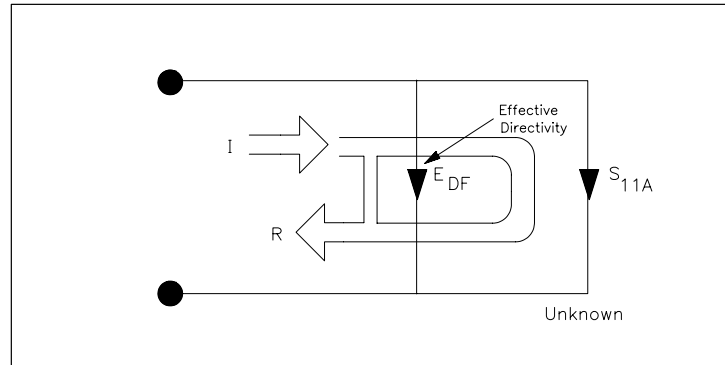 Effective
Directivity
I
E DF
S 11A
R
Unknown